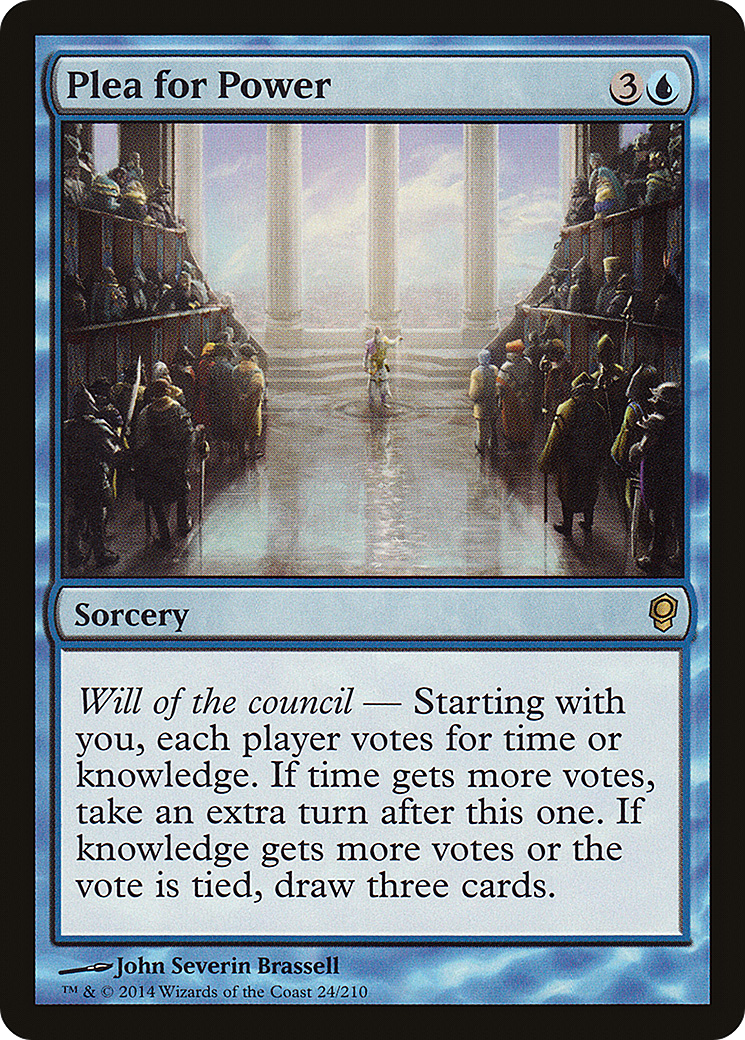 Plea for Power
3
Sorcery
Will of the council — Starting with
you, each player votes for time or
knowledge. If time gets more votes,
take an extra turn after this one. If
knowledge gets more votes or the
vote is tied, draw three cards.
John Severin Brassell
™ & © 2014 Wizards of the Coast 24/210